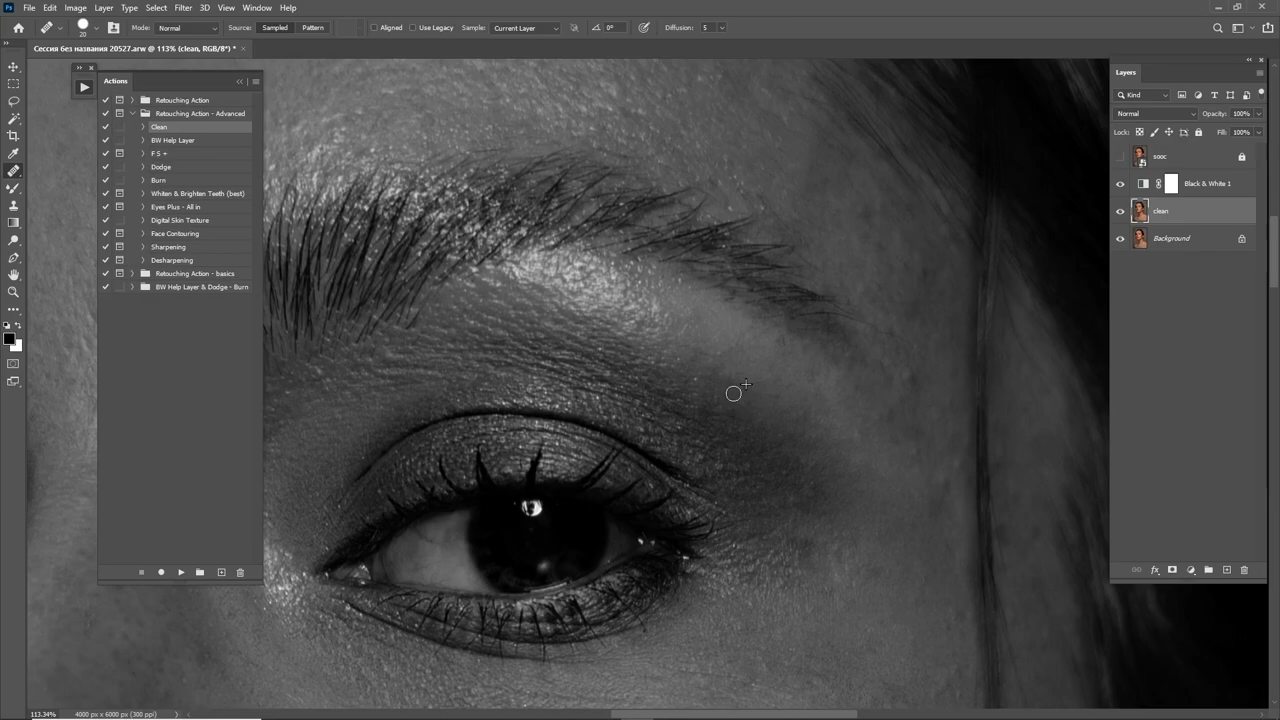 Ps File Edit Image Layer Type Select Filter 3D View Window Help
20 Mode: Normal Source: Sampled Pattern Aligned Use Legacy Sample: Current Layer 0° Diffusion: 5
Сессия без названия 20527.arw @ 113% (clean, RGB/8*) * ×
Actions
Retouching Action
Retouching Action - Advanced
Clean
BW Help Layer
F S +
Dodge
Burn
Whiten & Brighten Teeth (best)
Eyes Plus - All in
Digital Skin Texture
Face Contouring
Sharpening
Desharpening
Retouching Action - basics
BW Help Layer & Dodge - Burn
Layers
Kind
Normal Opacity: 100%
Lock: Fill: 100%
sooc
Black & White 1
clean
Background
fx
113.34% 4000 px x 6000 px (300 ppi)